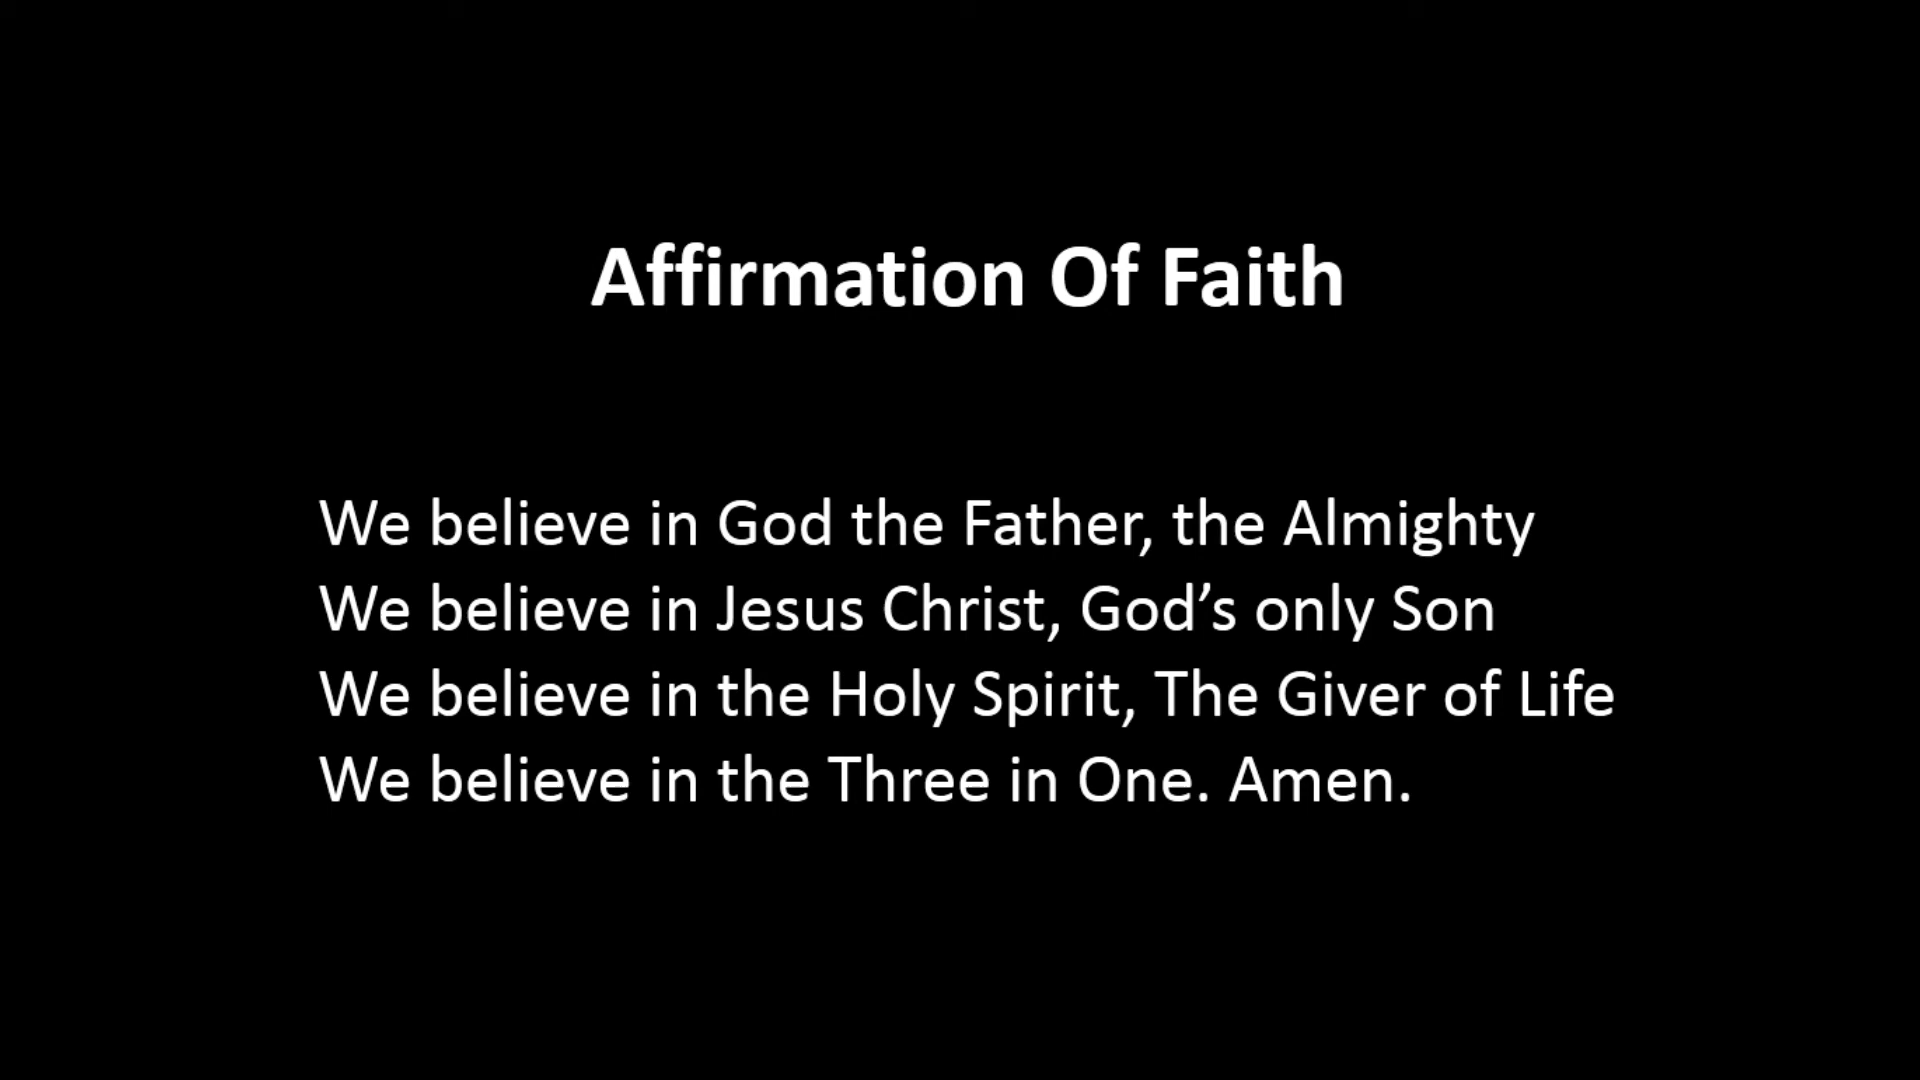 Affirmation Of Faith
We believe in God the Father, the Almighty
We believe in Jesus Christ, God’s only Son
We believe in the Holy Spirit, The Giver of Life
We believe in the Three in One. Amen.